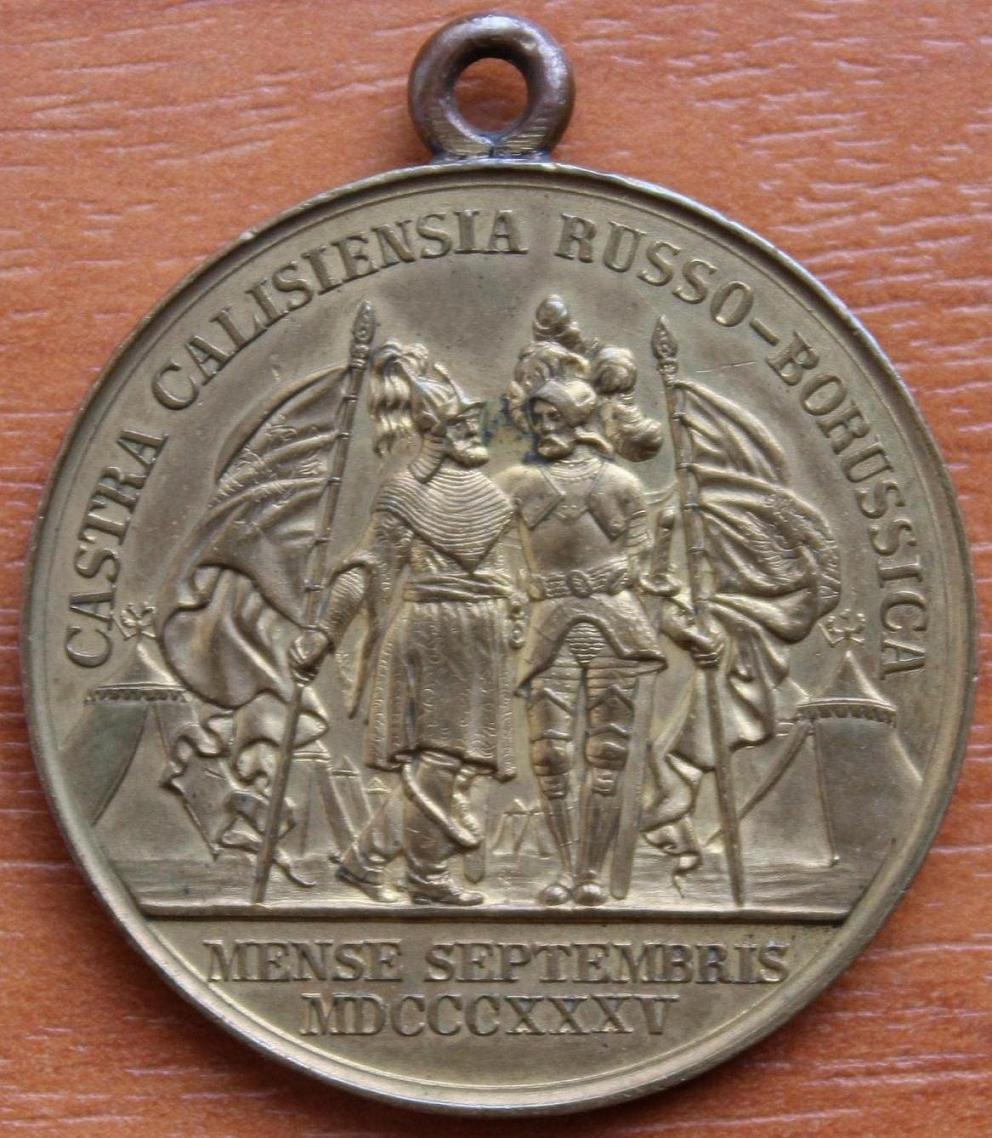 CASTRA CALISIENSIA RUSSO-BORUSSICA
MENSE SEPTEMBRIS
MDCCCXXXV